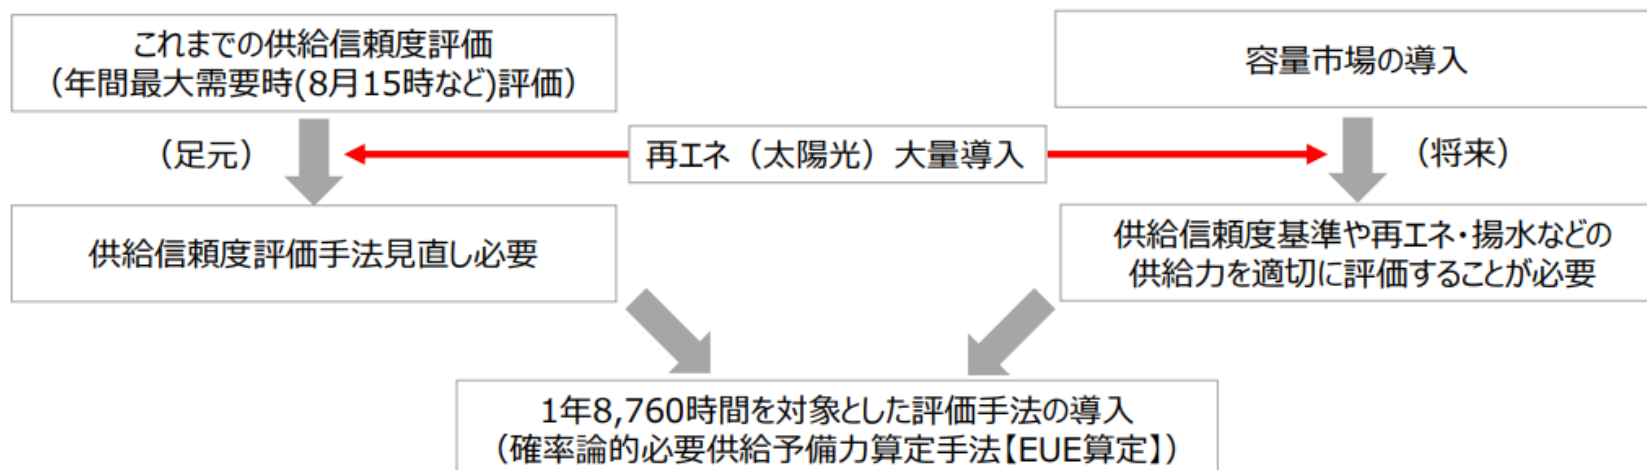 これまでの供給信頼度評価
（年間最大需要時(8月15時など)評価）
容量市場の導入
（足元）
再エネ（太陽光）大量導入
（将来）
供給信頼度評価手法見直し必要
供給信頼度基準や再エネ・揚水などの
供給力を適切に評価することが必要
1年8,760時間を対象とした評価手法の導入
（確率論的必要供給予備力算定手法【EUE算定】）